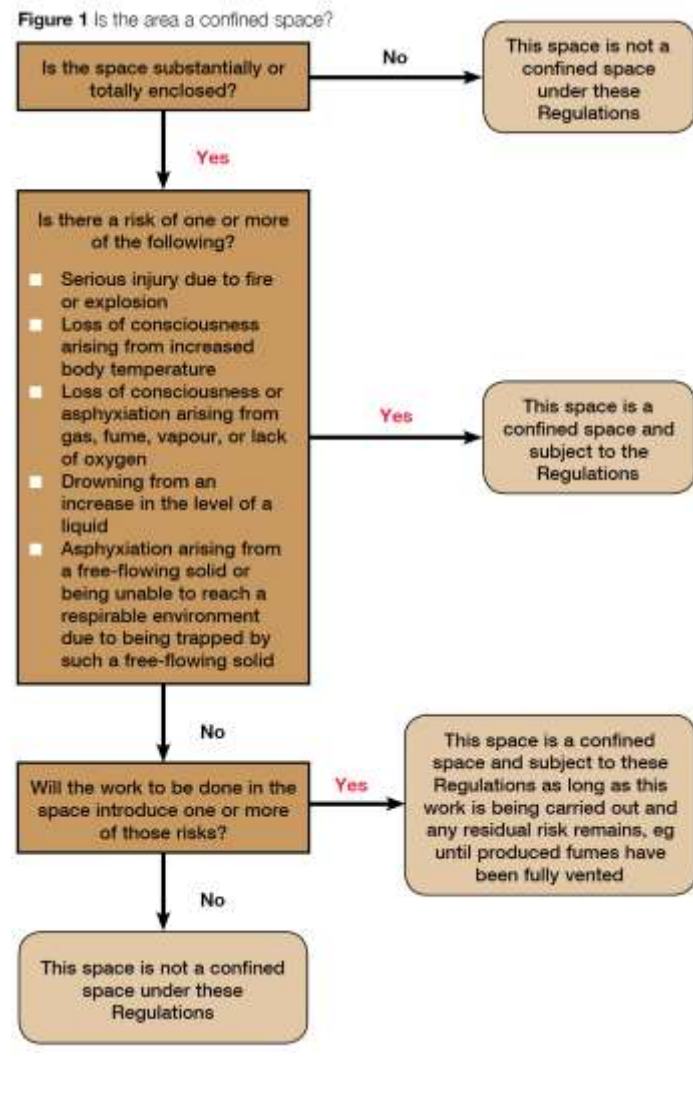 Figure 1 Is the area a confined space?
Is the space substantially or
totally enclosed?
No
This space is not a
confined space
under these
Regulations
Yes
Is there a risk of one or more
of the following?
Serious injury due to fire
or explosion
Loss of consciousness
arising from increased
body temperature
Loss of consciousness or
asphyxiation arising from
gas, fume, vapour, or lack
of oxygen
Drowning from an
increase in the level of a
liquid
Asphyxiation arising from
a free-flowing solid or
being unable to reach a
respirable environment
due to being trapped by
such a free-flowing solid
Yes
This space is a
confined space and
subject to the
Regulations
No
Will the work to be done in the
space introduce one or more
of those risks?
Yes
This space is a confined
space and subject to these
Regulations as long as this
work is being carried out and
any residual risk remains, eg
until produced fumes have
been fully vented
No
This space is not a confined
space under these
Regulations